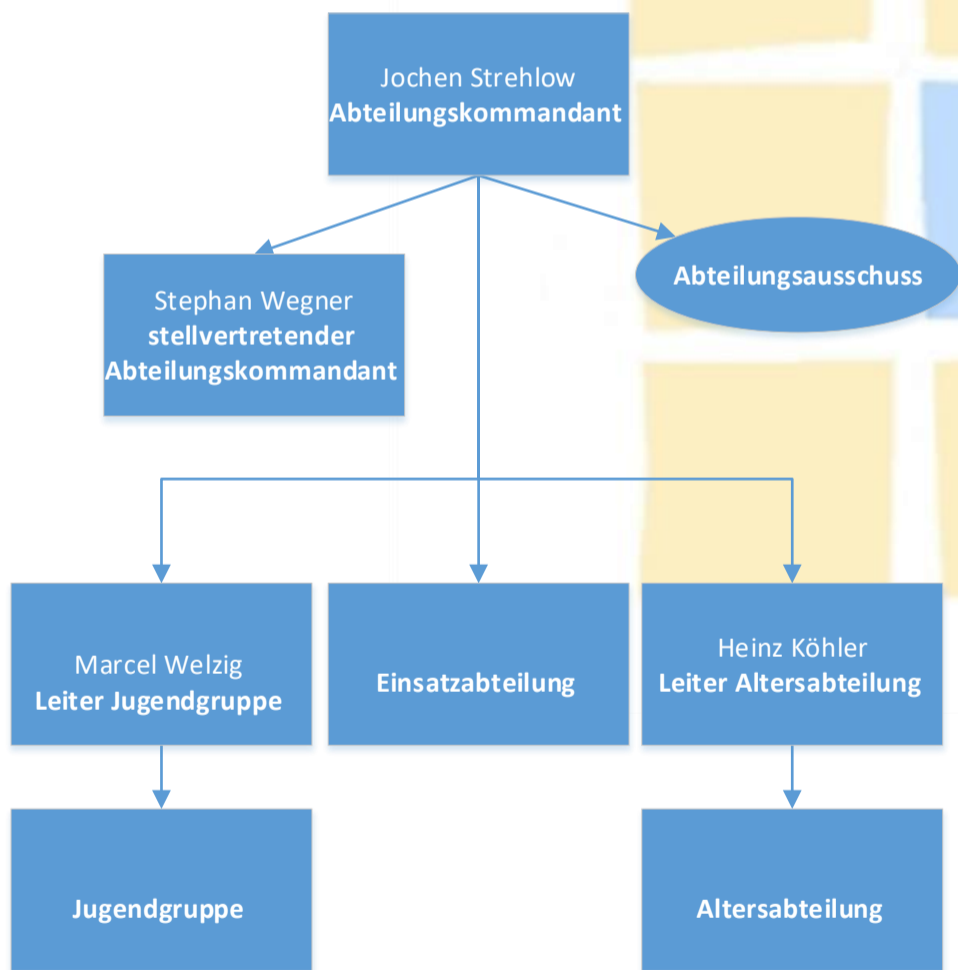 Jochen Strehlow
Abteilungskommandant
Abteilungsausschuss
Stephan Wegner
stellvertretender
Abteilungskommandant
Marcel Welzig
Leiter Jugendgruppe
Einsatzabteilung
Heinz Köhler
Leiter Altersabteilung
Jugendgruppe
Altersabteilung